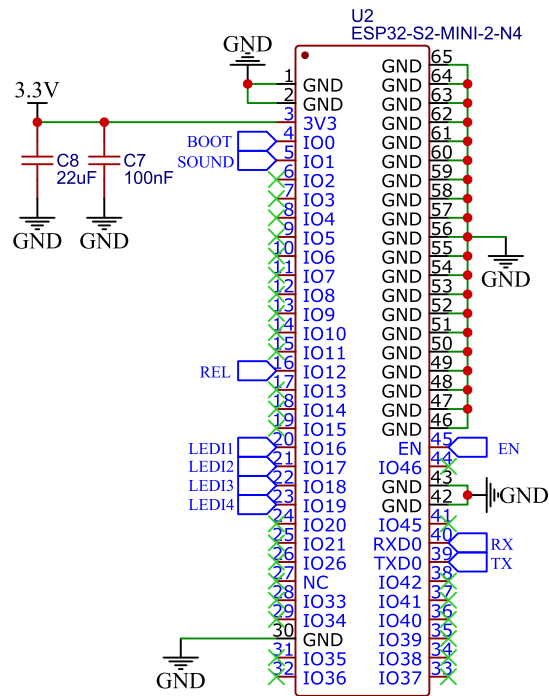 U2
ESP32-S2-MINI-2-N4
GND
3.3V
C8
22uF
C7
100nF
GND
GND
1 GND
2 GND
3 3V3
BOOT 4 IO0
SOUND 5 IO1
6 IO2
7 IO3
8 IO4
9 IO5
10 IO6
11 IO7
12 IO8
13 IO9
14 IO10
15 IO11
REL 16 IO12
17 IO13
18 IO14
19 IO15
LEDI1 20 IO16
LEDI2 21 IO17
LEDI3 22 IO18
LEDI4 23 IO19
24 IO20
25 IO21
26 IO26
27 NC
28 IO33
29 IO34
30 GND
31 IO35
32 IO36
GND
GND 65
GND 64
GND 63
GND 62
GND 61
GND 60
GND 59
GND 58
GND 57
GND 56
GND 55
GND 54
GND 53
GND 52
GND 51
GND 50
GND 49
GND 48
GND 47
GND 46
GND
EN 45 EN
IO46 44
GND 43
GND 42
GND
IO45 41
RXD0 40 RX
TXD0 39 TX
IO42 38
IO41 37
IO40 36
IO39 35
IO38 34
IO37 33